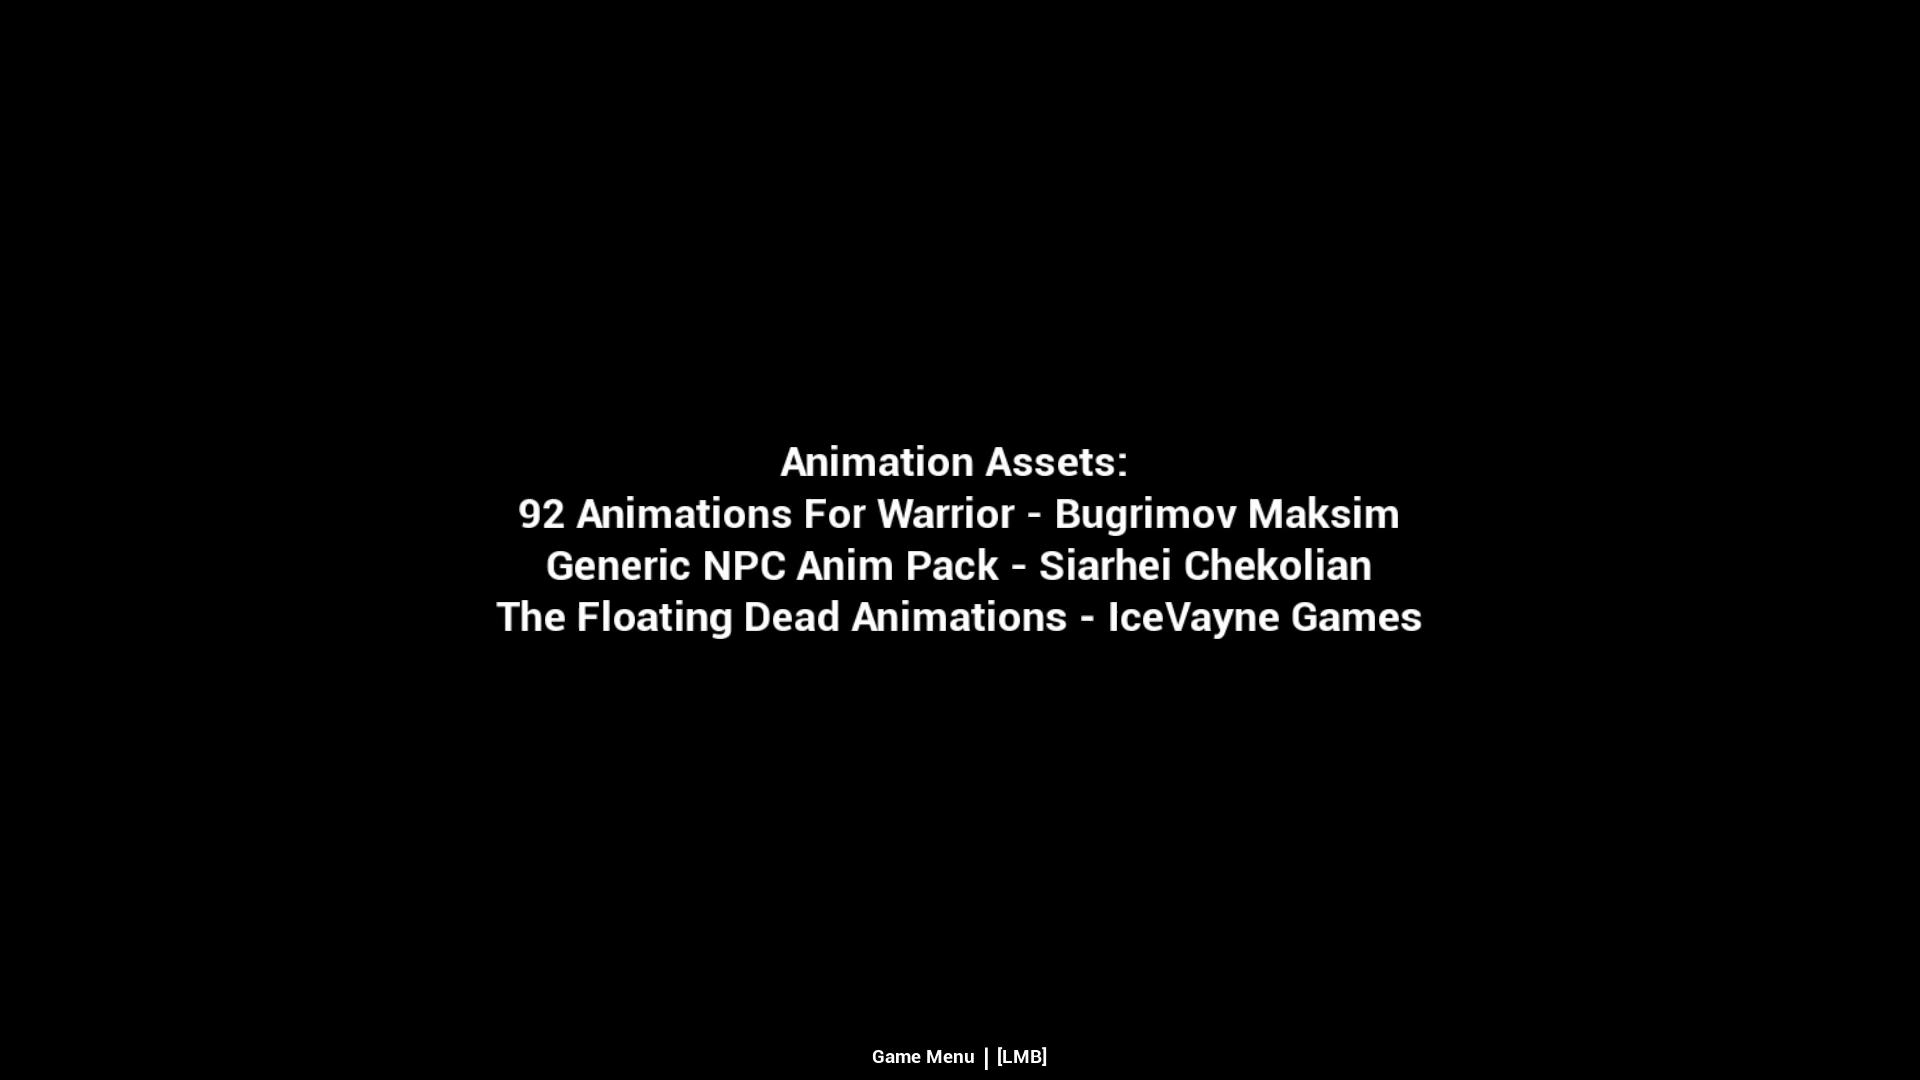 Animation Assets:
92 Animations For Warrior - Bugrimov Maksim
Generic NPC Anim Pack - Siarhei Chekolian
The Floating Dead Animations - IceVayne Games
Game Menu | [LMB]